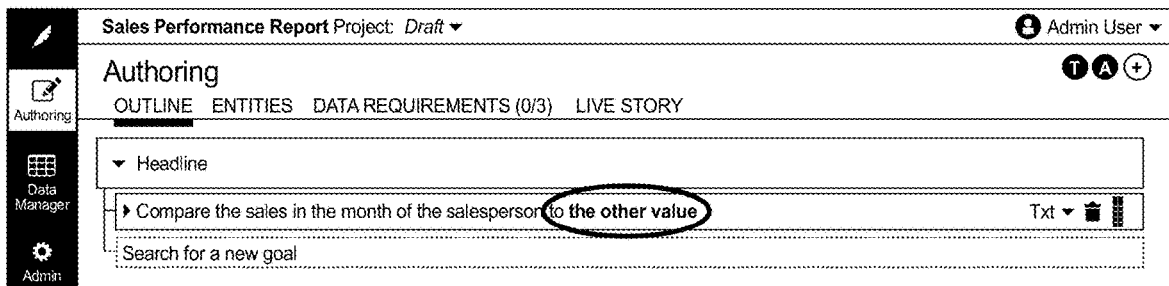 Sales Performance Report Project: Draft
Admin User
Authoring
T A +
Authoring
OUTLINE ENTITIES DATA REQUIREMENTS (0/3) LIVE STORY
Headline
Data
Manager
Compare the sales in the month of the salesperson to the other value
Txt
Search for a new goal
Admin